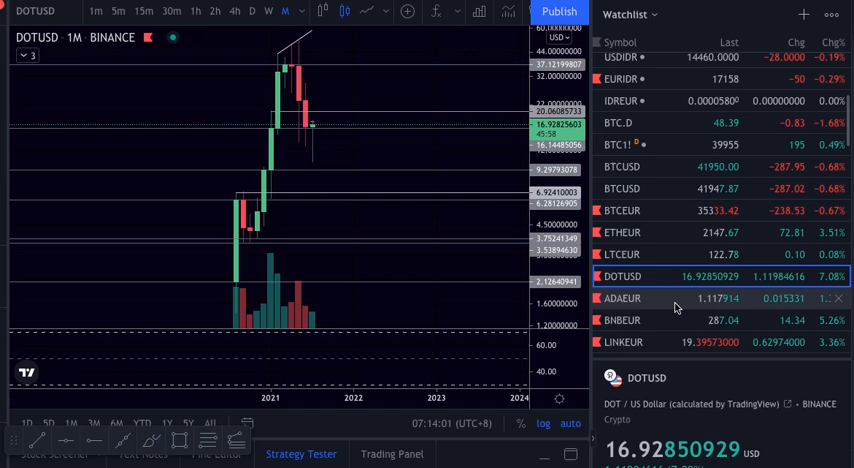 DOTUSD 1m 5m 15m 30m 1h 2h 4h D W M Publish
DOTUSD · 1M · BINANCE
3
USD
60.00000000
44.00000000
37.12199807
32.00000000
22.00000000
20.06085733
16.92825603
45:58
16.14485056
9.29793078
6.92410003
6.28126905
4.50000000
3.75241349
3.53894630
2.12640941
1.60000000
1.20000000
60.00
40.00
2021 2022 2023 2024
1D 5D 1M 3M 6M YTD 1Y 5Y All 07:14:01 (UTC+8) % log auto
Stock Screener Text Notes Pine Editor Strategy Tester Trading Panel
Watchlist
Symbol Last Chg Chg%
USDIDR 14460.0000 -28.0000 -0.19%
EURIDR 17158 -50 -0.29%
IDREUR 0.00005800 0.00000000 0.00%
BTC.D 48.39 -0.83 -1.68%
BTC1! D 39955 195 0.49%
BTCUSD 41950.00 -287.95 -0.68%
BTCUSD 41947.87 -287.02 -0.68%
BTCEUR 35333.42 -238.53 -0.67%
ETHEUR 2147.67 72.81 3.51%
LTCEUR 122.78 0.10 0.08%
DOTUSD 16.92850929 1.11984616 7.08%
ADAEUR 1.117914 0.015331 1.
BNBEUR 287.04 14.34 5.26%
LINKEUR 19.39573000 0.62974000 3.36%
DOTUSD
DOT / US Dollar (calculated by TradingView) • BINANCE
Crypto
16.92850929 USD
1.11984616 (7.08%)